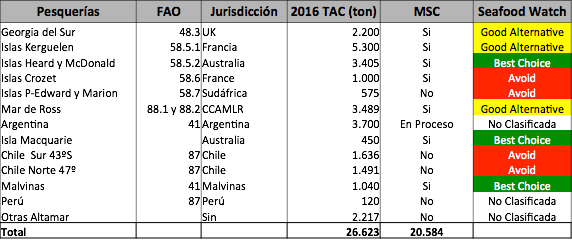 Pesquerías FAO Jurisdicción 2016 TAC (ton) MSC Seafood Watch
Georgia del Sur 48.3 UK 2.200 Si Good Alternative
Islas Kerguelen 58.5.1 Francia 5.300 Si Good Alternative
Islas Heard y McDonald 58.5.2 Australia 3.405 Si Best Choice
Islas Crozet 58.6 France 1.000 Si Avoid
Islas P-Edward y Marion 58.7 Sudáfrica 575 No Avoid
Mar de Ross 88.1 y 88.2 CCAMLR 3.489 Si Good Alternative
Argentina 41 Argentina 3.700 En Proceso No Clasificada
Isla Macquarie Australia 450 Si Best Choice
Chile Sur 43ºS 87 Chile 1.636 No Avoid
Chile Norte 47º 87 Chile 1.491 No Avoid
Malvinas 41 Malvinas 1.040 Si Best Choice
Perú 87 Perú 120 No No Clasificada
Otras Altamar Sin 2.217 No No Clasificada
Total 26.623 20.584